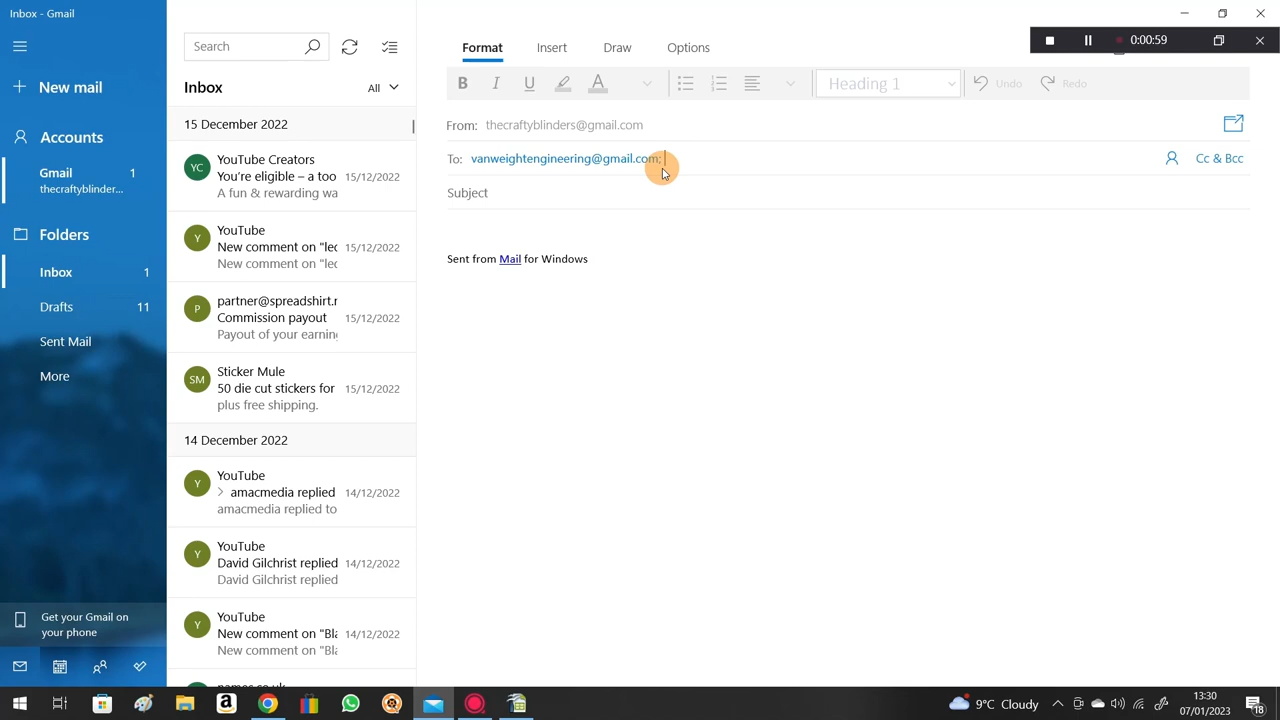 Inbox - Gmail
New mail
Accounts
Gmail 1
thecraftyblinder...
Folders
Inbox 1
Drafts 11
Sent Mail
More
Get your Gmail on
your phone
Search
Inbox
All
15 December 2022
YC
YouTube Creators
You're eligible – a too 15/12/2022
A fun & rewarding wa
Y
YouTube
New comment on "led 15/12/2022
New comment on "led
P
partner@spreadshirt.r
Commission payout 15/12/2022
Payout of your earning
SM
Sticker Mule
50 die cut stickers for 15/12/2022
plus free shipping.
14 December 2022
Y
YouTube
> amacmedia replied 14/12/2022
amacmedia replied to
Y
YouTube
David Gilchrist replied 14/12/2022
David Gilchrist replied
Y
YouTube
New comment on "Bla 14/12/2022
New comment on "Bla
Format Insert Draw Options
0:00:59
B I U A Heading 1 Undo Redo
From: thecraftyblinders@gmail.com
To: vanweightengineering@gmail.com; Cc & Bcc
Subject
Sent from Mail for Windows
9°C Cloudy
13:30
07/01/2023
18